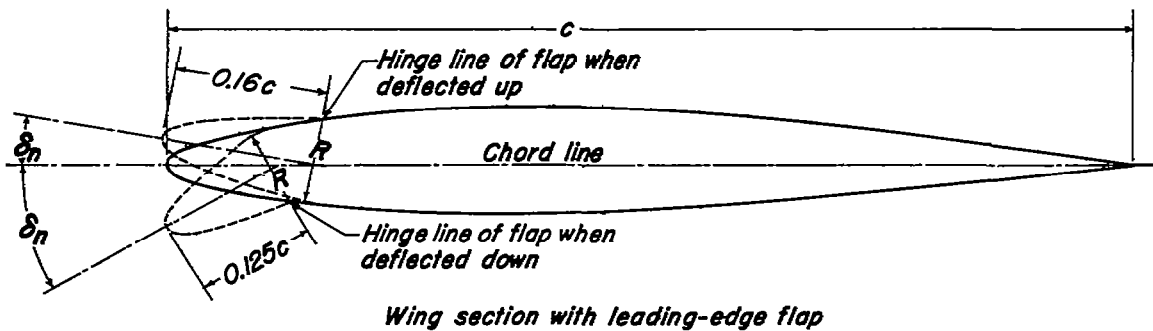 c
Hinge line of flap when
deflected up
0.16c
δn
R
Chord line
R
δn
Hinge line of flap when
deflected down
0.125c
Wing section with leading-edge flap